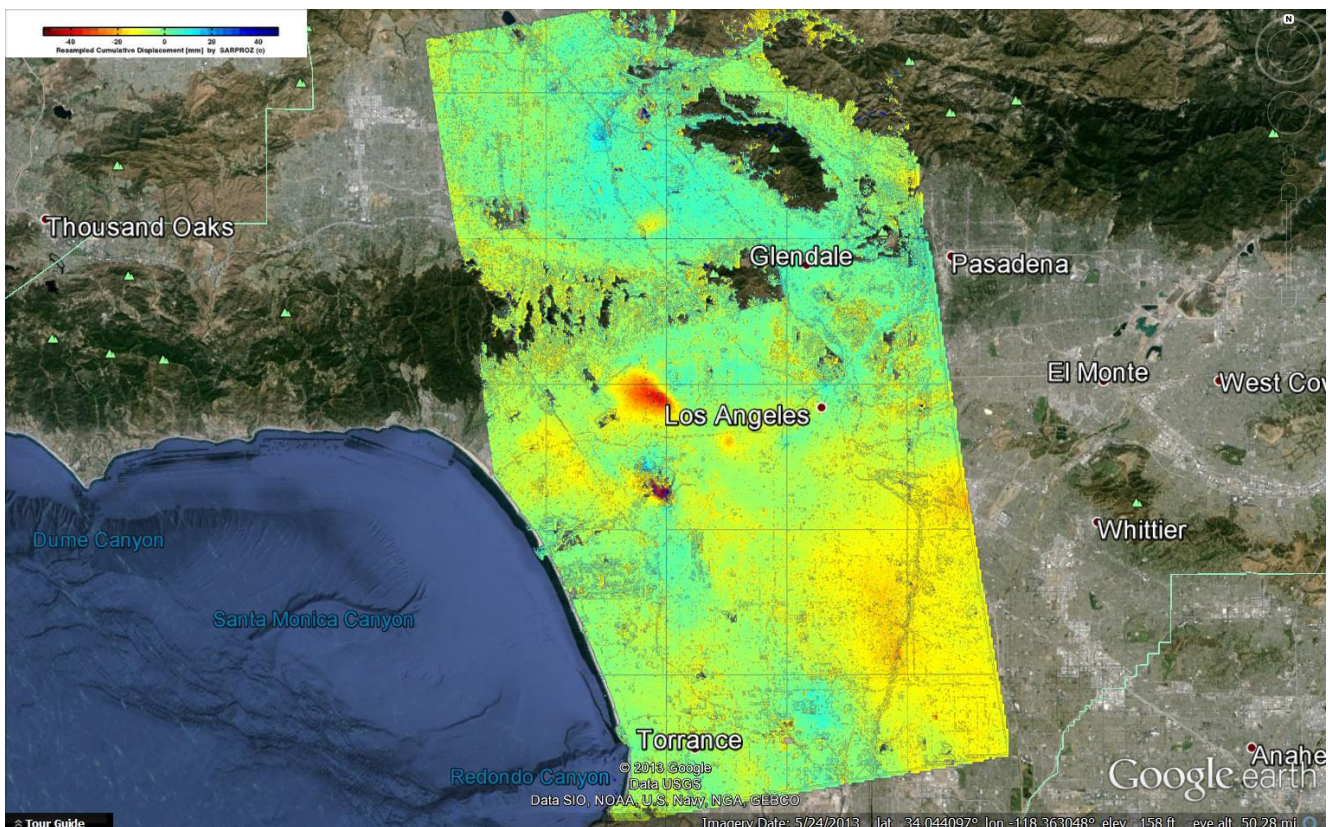 -40 -20 0 20 40
Resampled Cumulative Displacement [mm] by SARPROZ (c)
N
Thousand Oaks
Glendale
Pasadena
El Monte
West Cov
Los Angeles
Whittier
Dume Canyon
Santa Monica Canyon
Torrance
Redondo Canyon
Anahe
© 2013 Google
Data USGS
Data SIO, NOAA, U.S. Navy, NGA, GEBCO
Google earth
Tour Guide
Imagery Date: 5/24/2013 lat 34.044097° lon -118.363048° elev 158 ft eye alt 50.28 mi